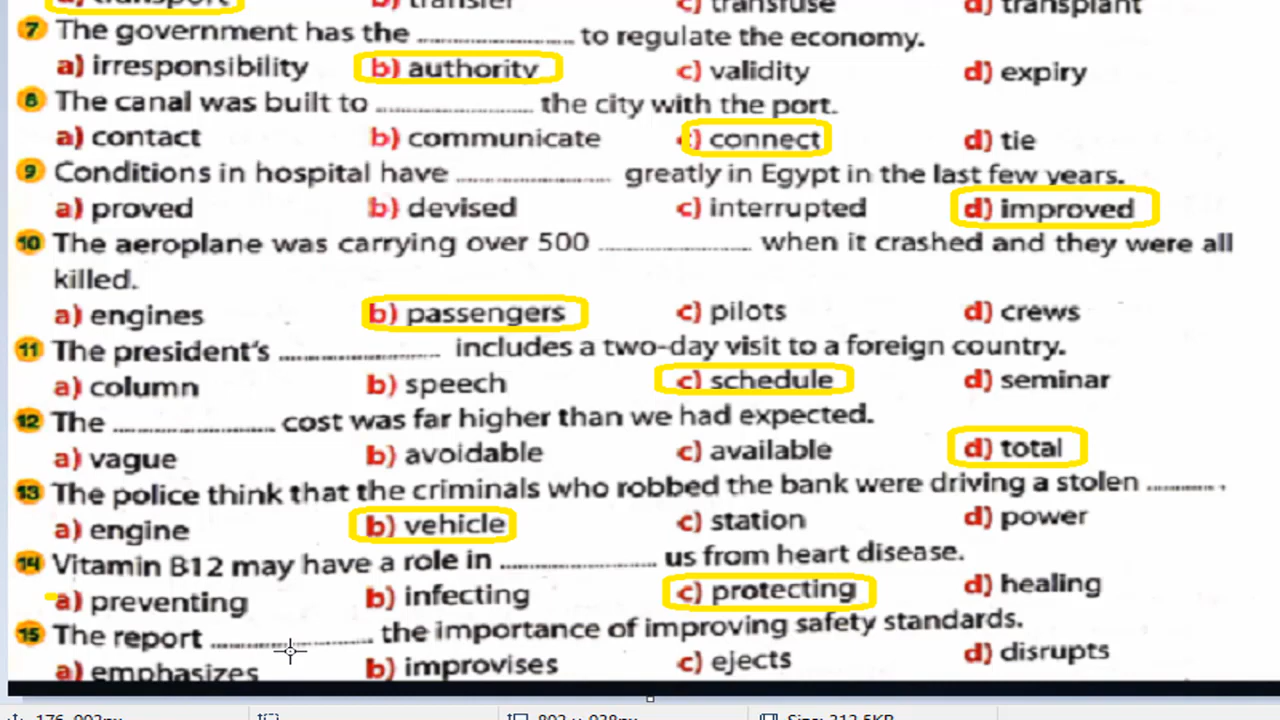 a) transport b) transfer c) transfuse d) transplant
7 The government has the ........................ to regulate the economy.
a) irresponsibility b) authority c) validity d) expiry
8 The canal was built to ........................ the city with the port.
a) contact b) communicate c) connect d) tie
9 Conditions in hospital have ........................ greatly in Egypt in the last few years.
a) proved b) devised c) interrupted d) improved
10 The aeroplane was carrying over 500 ........................ when it crashed and they were all
killed.
a) engines b) passengers c) pilots d) crews
11 The president's ........................ includes a two-day visit to a foreign country.
a) column b) speech c) schedule d) seminar
12 The ........................ cost was far higher than we had expected.
a) vague b) avoidable c) available d) total
13 The police think that the criminals who robbed the bank were driving a stolen ...........
a) engine b) vehicle c) station d) power
14 Vitamin B12 may have a role in ........................ us from heart disease.
a) preventing b) infecting c) protecting d) healing
15 The report ........................ the importance of improving safety standards.
a) emphasizes b) improvises c) ejects d) disrupts